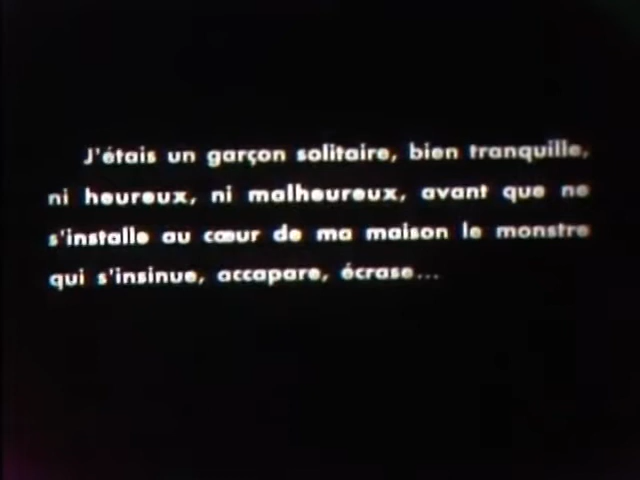 J'étais un garçon solitaire, bien tranquille,
ni heureux, ni malheureux, avant que ne
s'installe au cœur de ma maison le monstre
qui s'insinue, accapare, écrase...